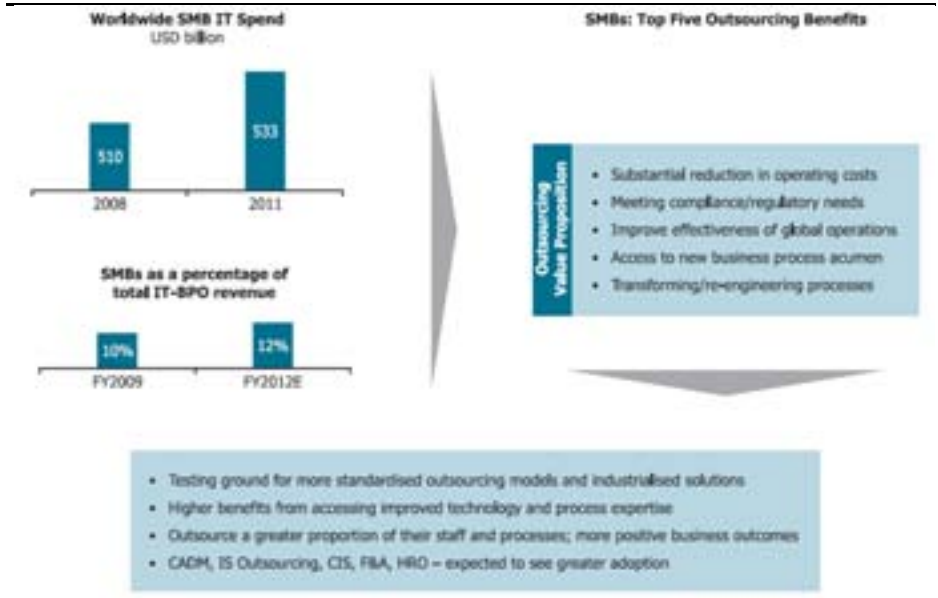 Worldwide SMB IT Spend
USD billion
510
533
2008
2011
SMBs as a percentage of
total IT-BPO revenue
10%
12%
FY2009
FY2012E
SMBs: Top Five Outsourcing Benefits
Outsourcing
Value Proposition
• Substantial reduction in operating costs
• Meeting compliance/regulatory needs
• Improve effectiveness of global operations
• Access to new business process acumen
• Transforming/re-engineering processes
• Testing ground for more standardised outsourcing models and industrialised solutions
• Higher benefits from accessing improved technology and process expertise
• Outsource a greater proportion of their staff and processes; more positive business outcomes
• CADM, IS Outsourcing, CIS, F&A, HRO – expected to see greater adoption